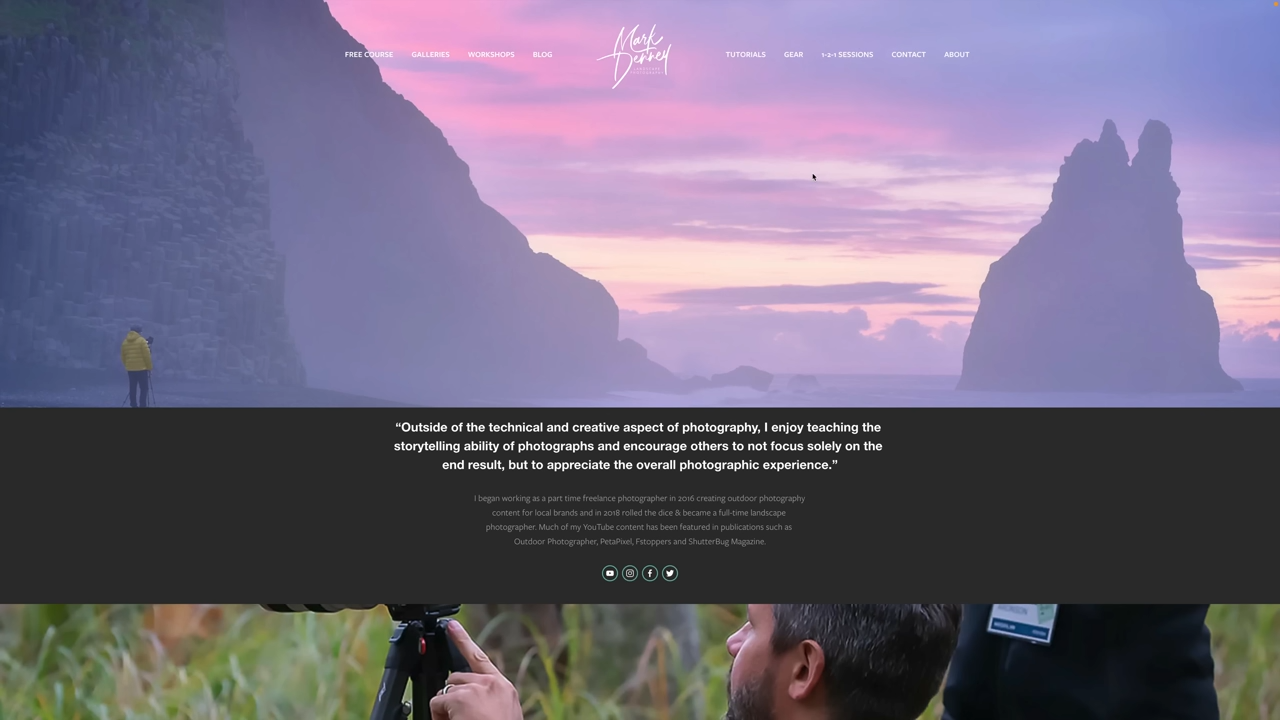 FREE COURSE
GALLERIES
WORKSHOPS
BLOG
Mark
Denney
TUTORIALS
GEAR
1-2-1 SESSIONS
CONTACT
ABOUT
“Outside of the technical and creative aspect of photography, I enjoy teaching the
storytelling ability of photographs and encourage others to not focus solely on the
end result, but to appreciate the overall photographic experience.”
I began working as a part time freelance photographer in 2016 creating outdoor photography
content for local brands and in 2018 rolled the dice & became a full-time landscape
photographer. Much of my YouTube content has been featured in publications such as
Outdoor Photographer, PetaPixel, Fstoppers and ShutterBug Magazine.